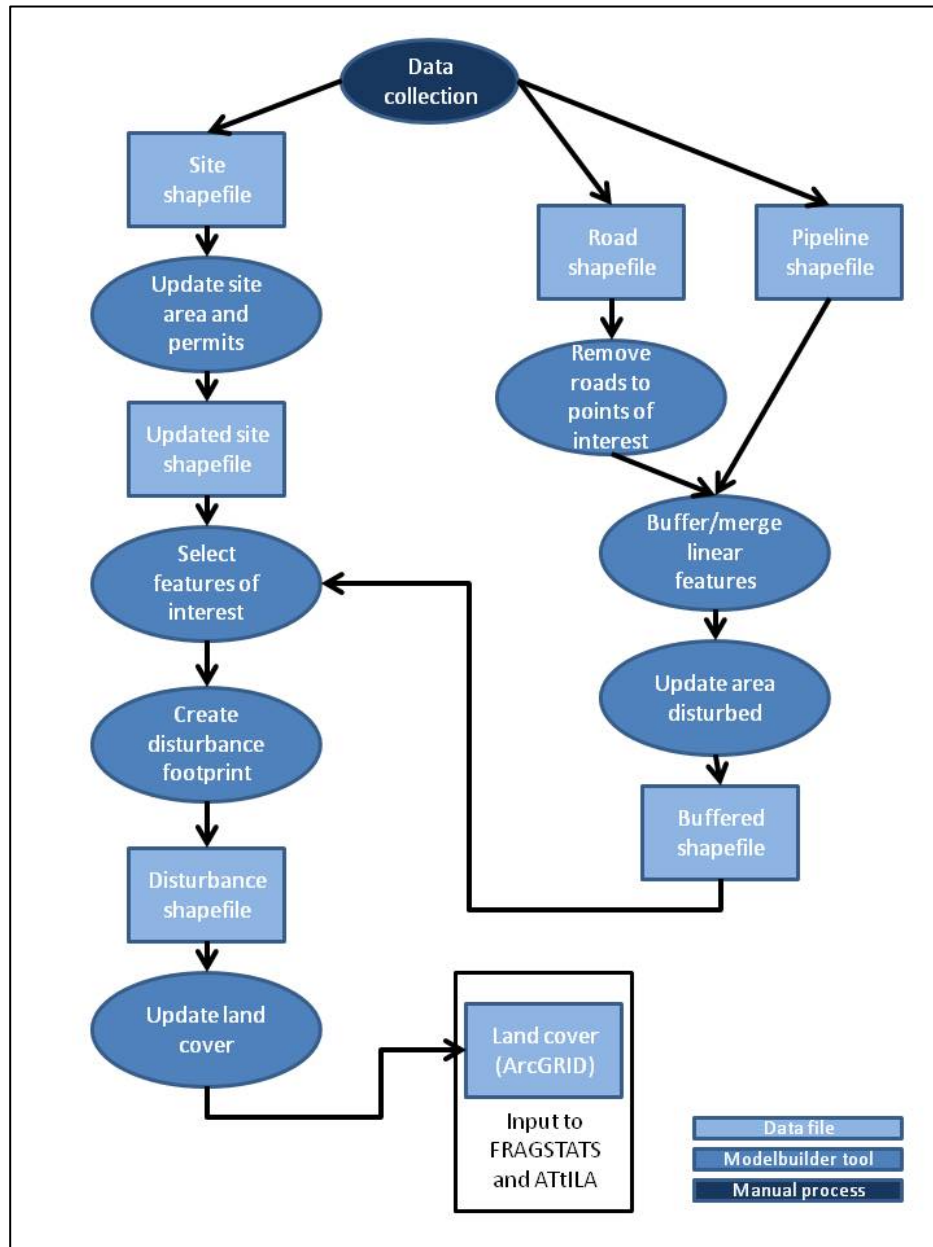 Data
collection
Site
shapefile
Road
shapefile
Pipeline
shapefile
Update site
area and
permits
Remove
roads to
points of
interest
Updated site
shapefile
Buffer/merge
linear
features
Select
features of
interest
Update area
disturbed
Create
disturbance
footprint
Buffered
shapefile
Disturbance
shapefile
Update land
cover
Land cover
(ArcGRID)
Input to
FRAGSTATS
and ATtILA
Data file
Modelbuilder tool
Manual process